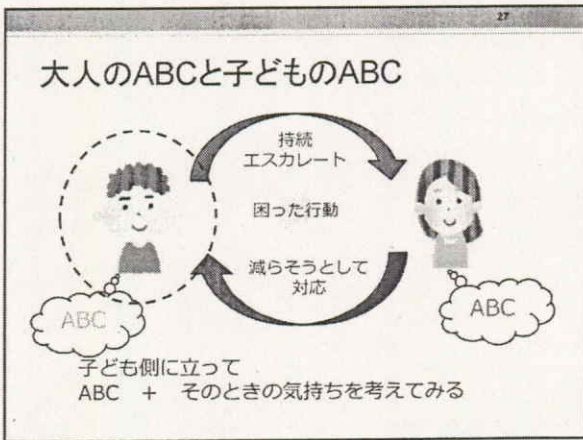 27
大人のABCと子どものABC
持続
エスカレート
困った行動
減らそうとして
対応
ABC
ABC
子ども側に立って
ABC ＋ そのときの気持ちを考えてみる